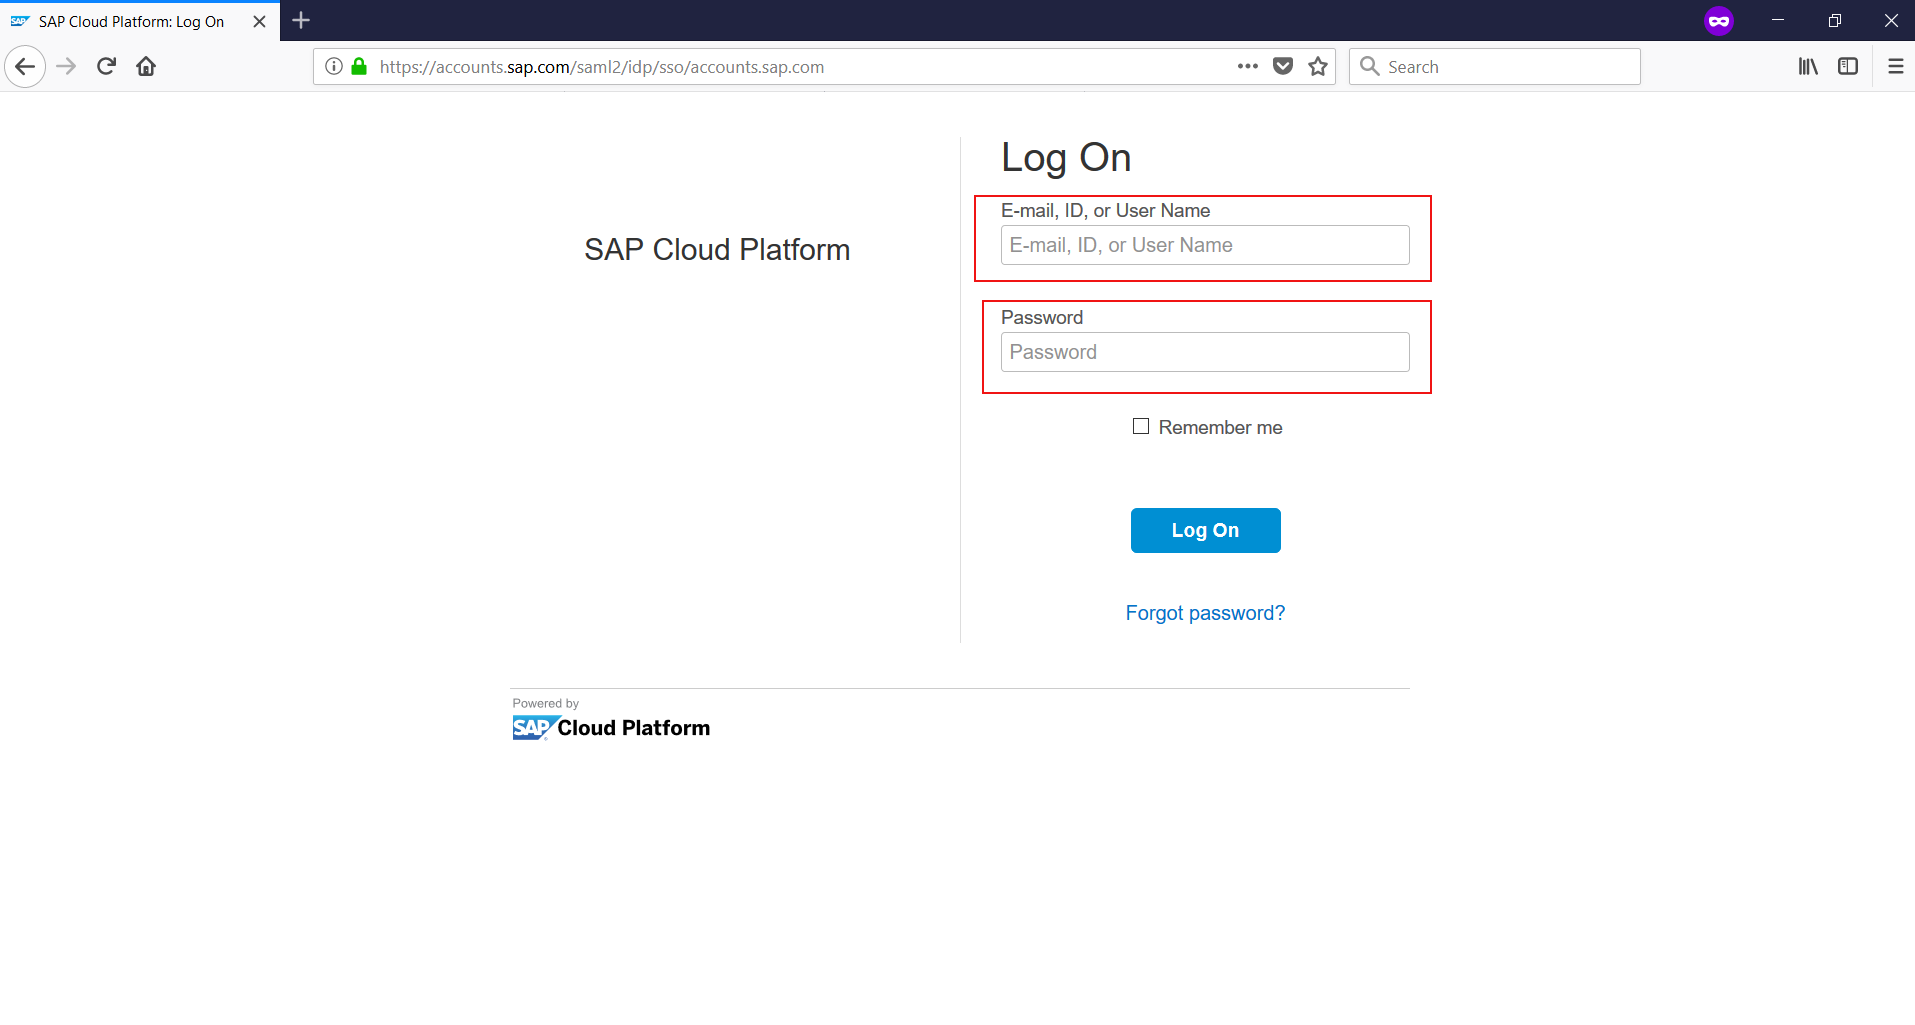 SAP SAP Cloud Platform: Log On
https://accounts.sap.com/saml2/idp/sso/accounts.sap.com
Search
SAP Cloud Platform
Log On
E-mail, ID, or User Name
E-mail, ID, or User Name
Password
Password
Remember me
Log On
Forgot password?
Powered by
SAP Cloud Platform